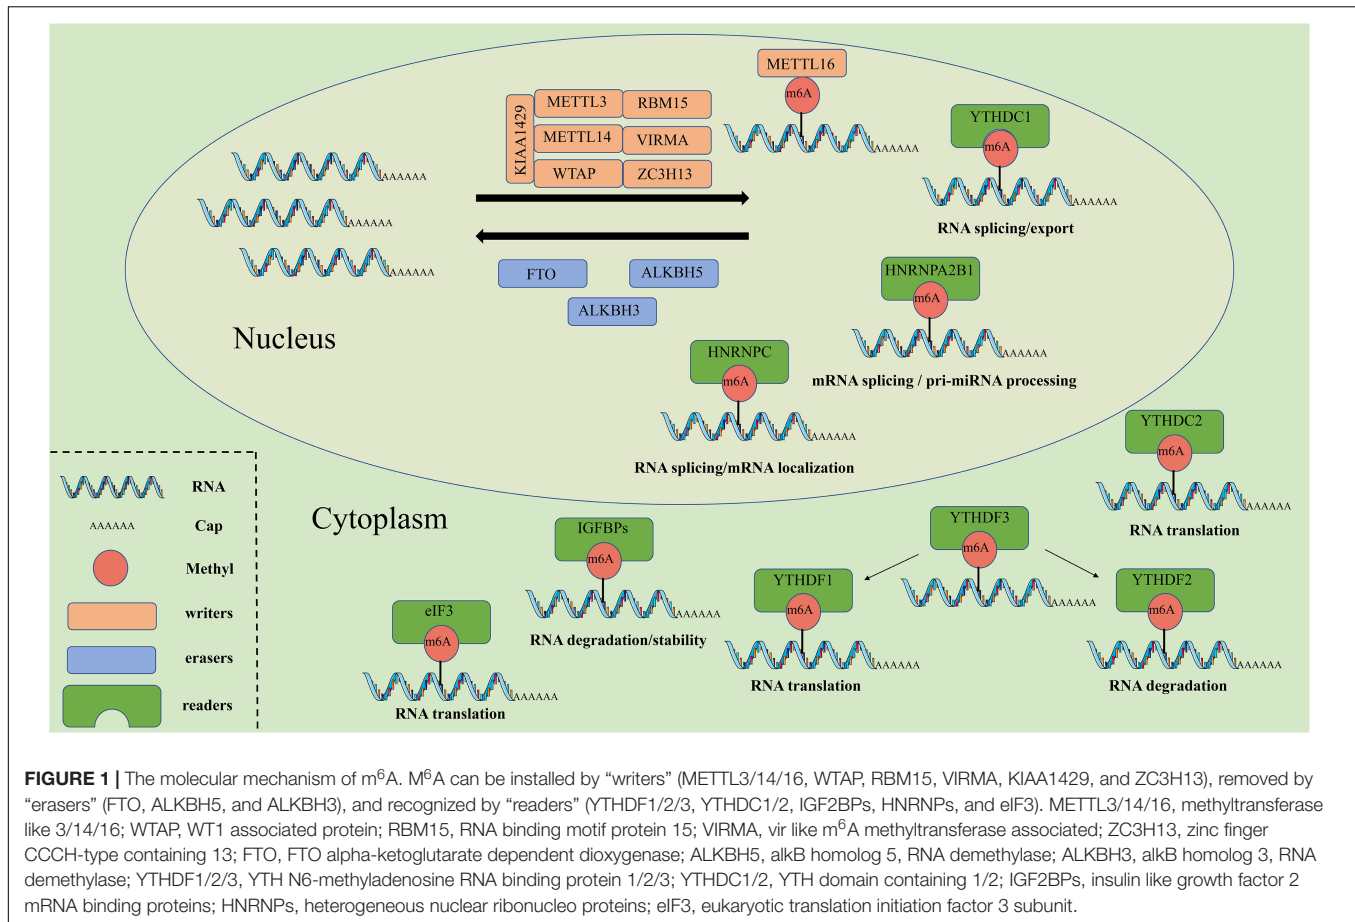 METTL16
m6A
AAAAAA
KIAA1429
METTL3
RBM15
METTL14
VIRMA
WTAP
ZC3H13
YTHDC1
m6A
AAAAAA
RNA splicing/export
AAAAAA
AAAAAA
AAAAAA
FTO
ALKBH5
ALKBH3
HNRNPA2B1
m6A
AAAAAA
mRNA splicing / pri-miRNA processing
Nucleus
HNRNPC
m6A
AAAAAA
RNA splicing/mRNA localization
YTHDC2
m6A
AAAAAA
RNA translation
Cytoplasm
IGFBPs
m6A
AAAAAA
RNA degradation/stability
YTHDF3
m6A
AAAAAA
YTHDF1
m6A
AAAAAA
RNA translation
YTHDF2
m6A
AAAAAA
RNA degradation
eIF3
m6A
AAAAAA
RNA translation
RNA
AAAAAA
Cap
Methyl
writers
erasers
readers
FIGURE 1 | The molecular mechanism of m⁶A. M⁶A can be installed by “writers” (METTL3/14/16, WTAP, RBM15, VIRMA, KIAA1429, and ZC3H13), removed by
“erasers” (FTO, ALKBH5, and ALKBH3), and recognized by “readers” (YTHDF1/2/3, YTHDC1/2, IGF2BPs, HNRNPs, and eIF3). METTL3/14/16, methyltransferase
like 3/14/16; WTAP, WT1 associated protein; RBM15, RNA binding motif protein 15; VIRMA, vir like m⁶A methyltransferase associated; ZC3H13, zinc finger
CCCH-type containing 13; FTO, FTO alpha-ketoglutarate dependent dioxygenase; ALKBH5, alkB homolog 5, RNA demethylase; ALKBH3, alkB homolog 3, RNA
demethylase; YTHDF1/2/3, YTH N6-methyladenosine RNA binding protein 1/2/3; YTHDC1/2, YTH domain containing 1/2; IGF2BPs, insulin like growth factor 2
mRNA binding proteins; HNRNPs, heterogeneous nuclear ribonucleo proteins; eIF3, eukaryotic translation initiation factor 3 subunit.